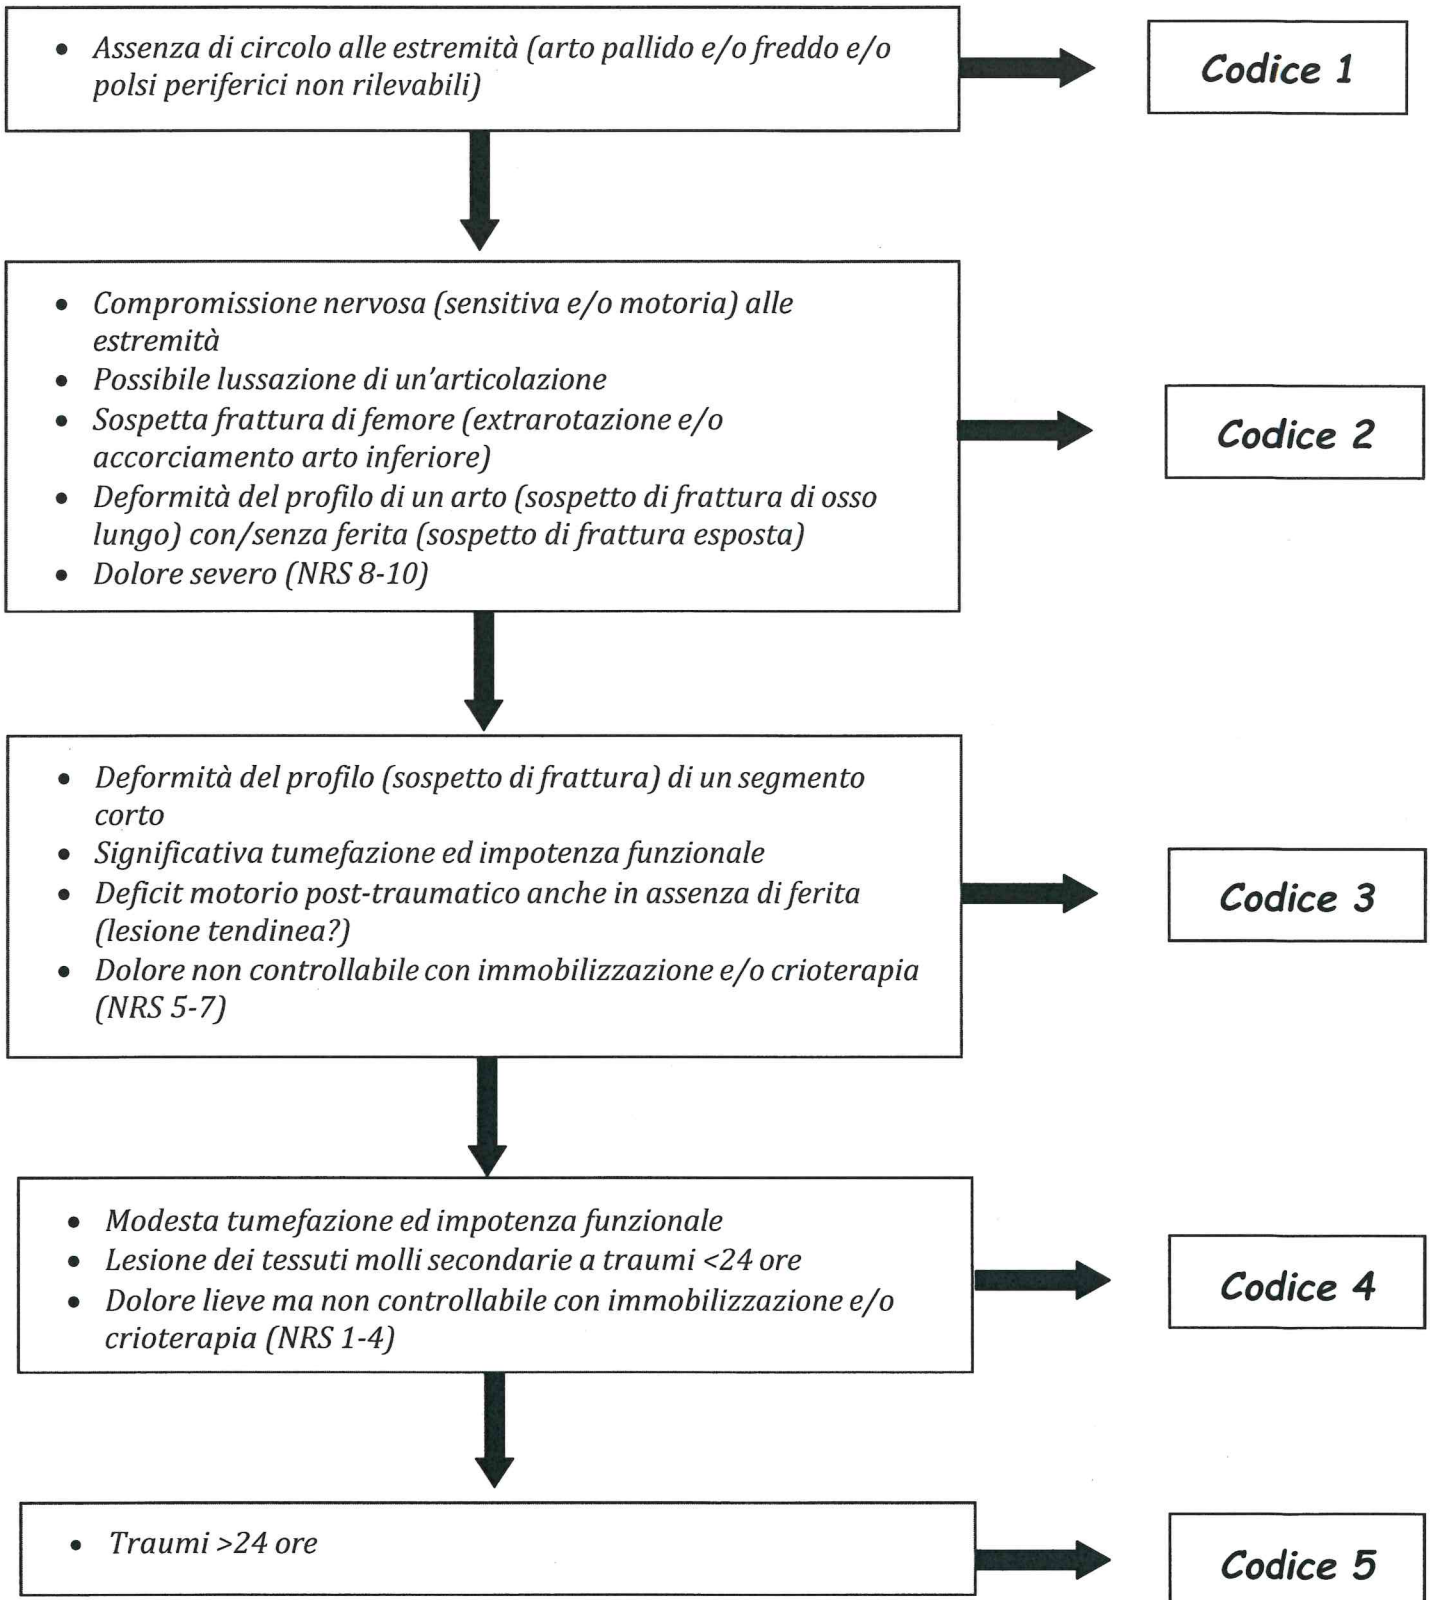 • Assenza di circolo alle estremità (arto pallido e/o freddo e/o
polsi periferici non rilevabili)
Codice 1
• Compromissione nervosa (sensitiva e/o motoria) alle
estremità
• Possibile lussazione di un'articolazione
• Sospetta frattura di femore (extrarotazione e/o
accorciamento arto inferiore)
• Deformità del profilo di un arto (sospetto di frattura di osso
lungo) con/senza ferita (sospetto di frattura esposta)
• Dolore severo (NRS 8-10)
Codice 2
• Deformità del profilo (sospetto di frattura) di un segmento
corto
• Significativa tumefazione ed impotenza funzionale
• Deficit motorio post-traumatico anche in assenza di ferita
(lesione tendinea?)
• Dolore non controllabile con immobilizzazione e/o crioterapia
(NRS 5-7)
Codice 3
• Modesta tumefazione ed impotenza funzionale
• Lesione dei tessuti molli secondarie a traumi <24 ore
• Dolore lieve ma non controllabile con immobilizzazione e/o
crioterapia (NRS 1-4)
Codice 4
• Traumi >24 ore
Codice 5